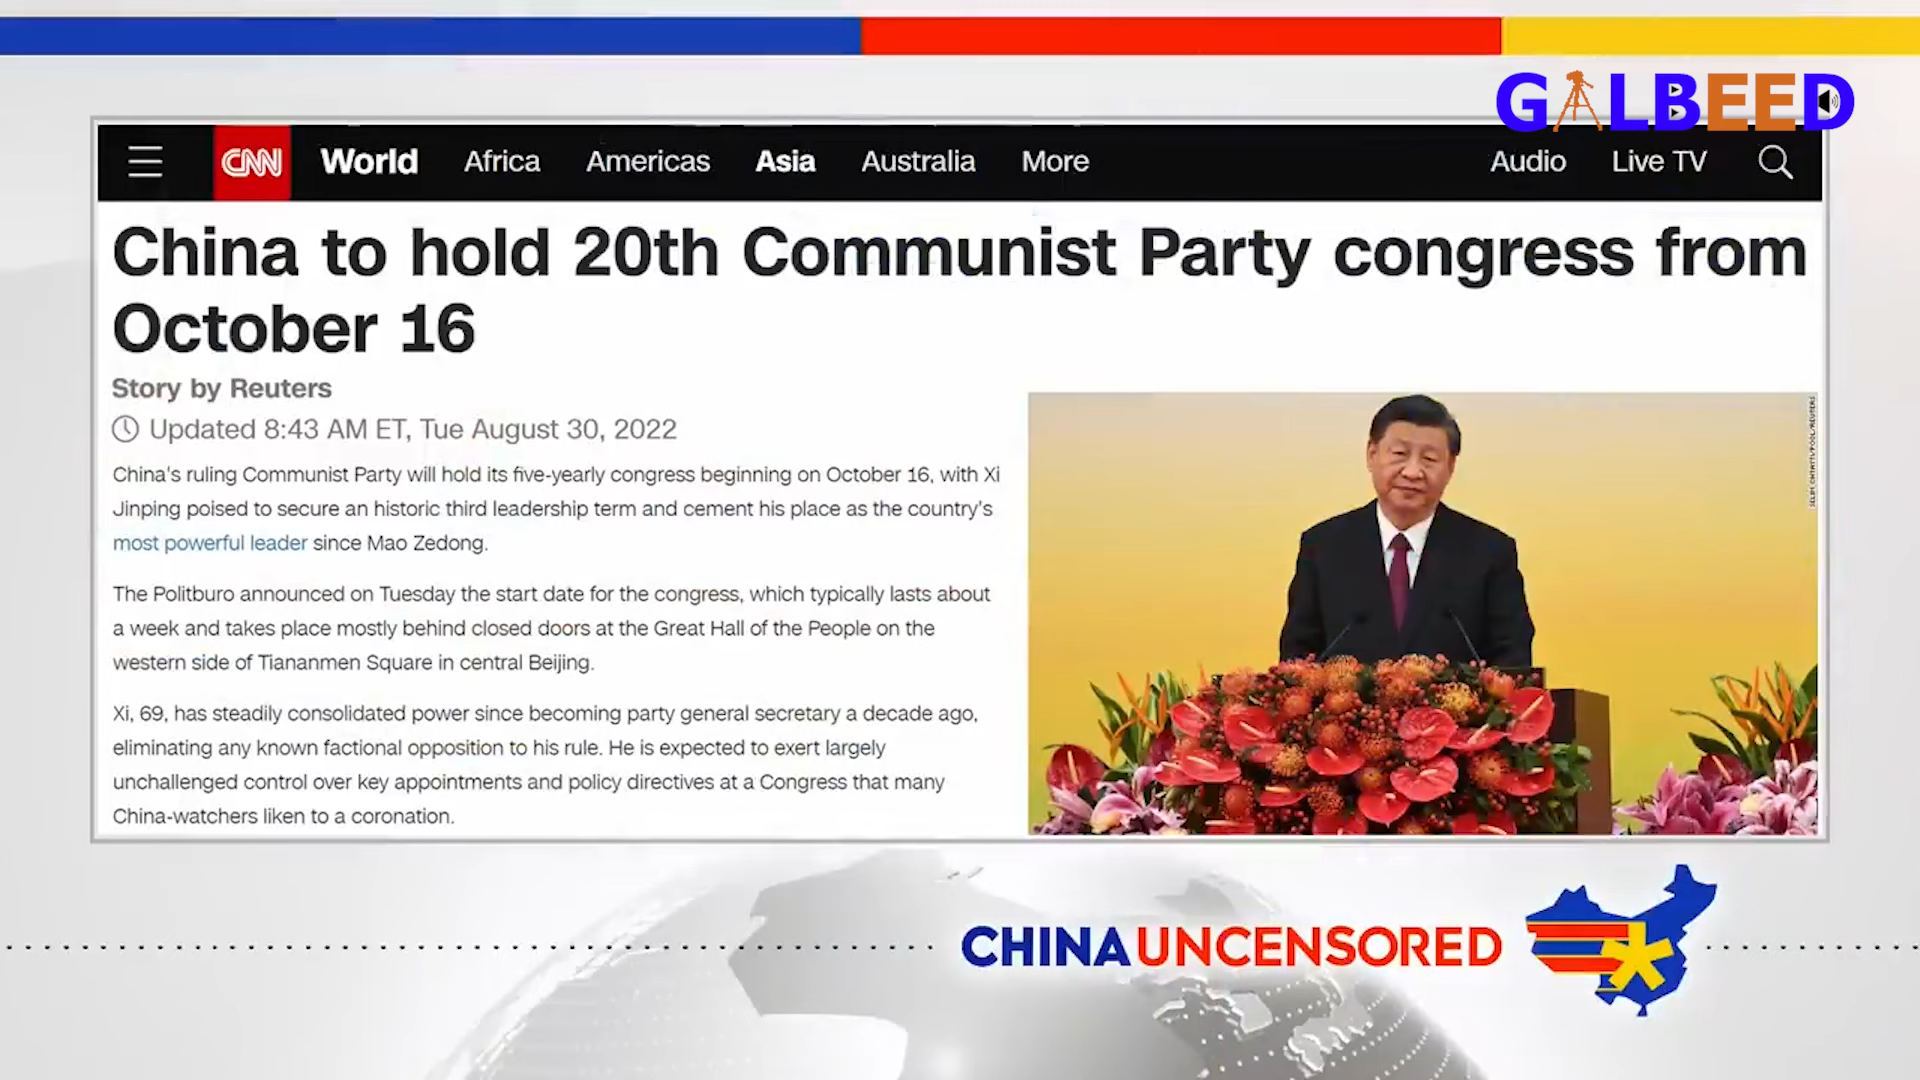 GALBEED
CNN World Africa Americas Asia Australia More Audio Live TV
China to hold 20th Communist Party congress from
October 16
Story by Reuters
Updated 8:43 AM ET, Tue August 30, 2022
China's ruling Communist Party will hold its five-yearly congress beginning on October 16, with Xi
Jinping poised to secure an historic third leadership term and cement his place as the country's
most powerful leader since Mao Zedong.
The Politburo announced on Tuesday the start date for the congress, which typically lasts about
a week and takes place mostly behind closed doors at the Great Hall of the People on the
western side of Tiananmen Square in central Beijing.
Xi, 69, has steadily consolidated power since becoming party general secretary a decade ago,
eliminating any known factional opposition to his rule. He is expected to exert largely
unchallenged control over key appointments and policy directives at a Congress that many
China-watchers liken to a coronation.
SELIM CHTAYTI/POOL/REUTERS
CHINA UNCENSORED